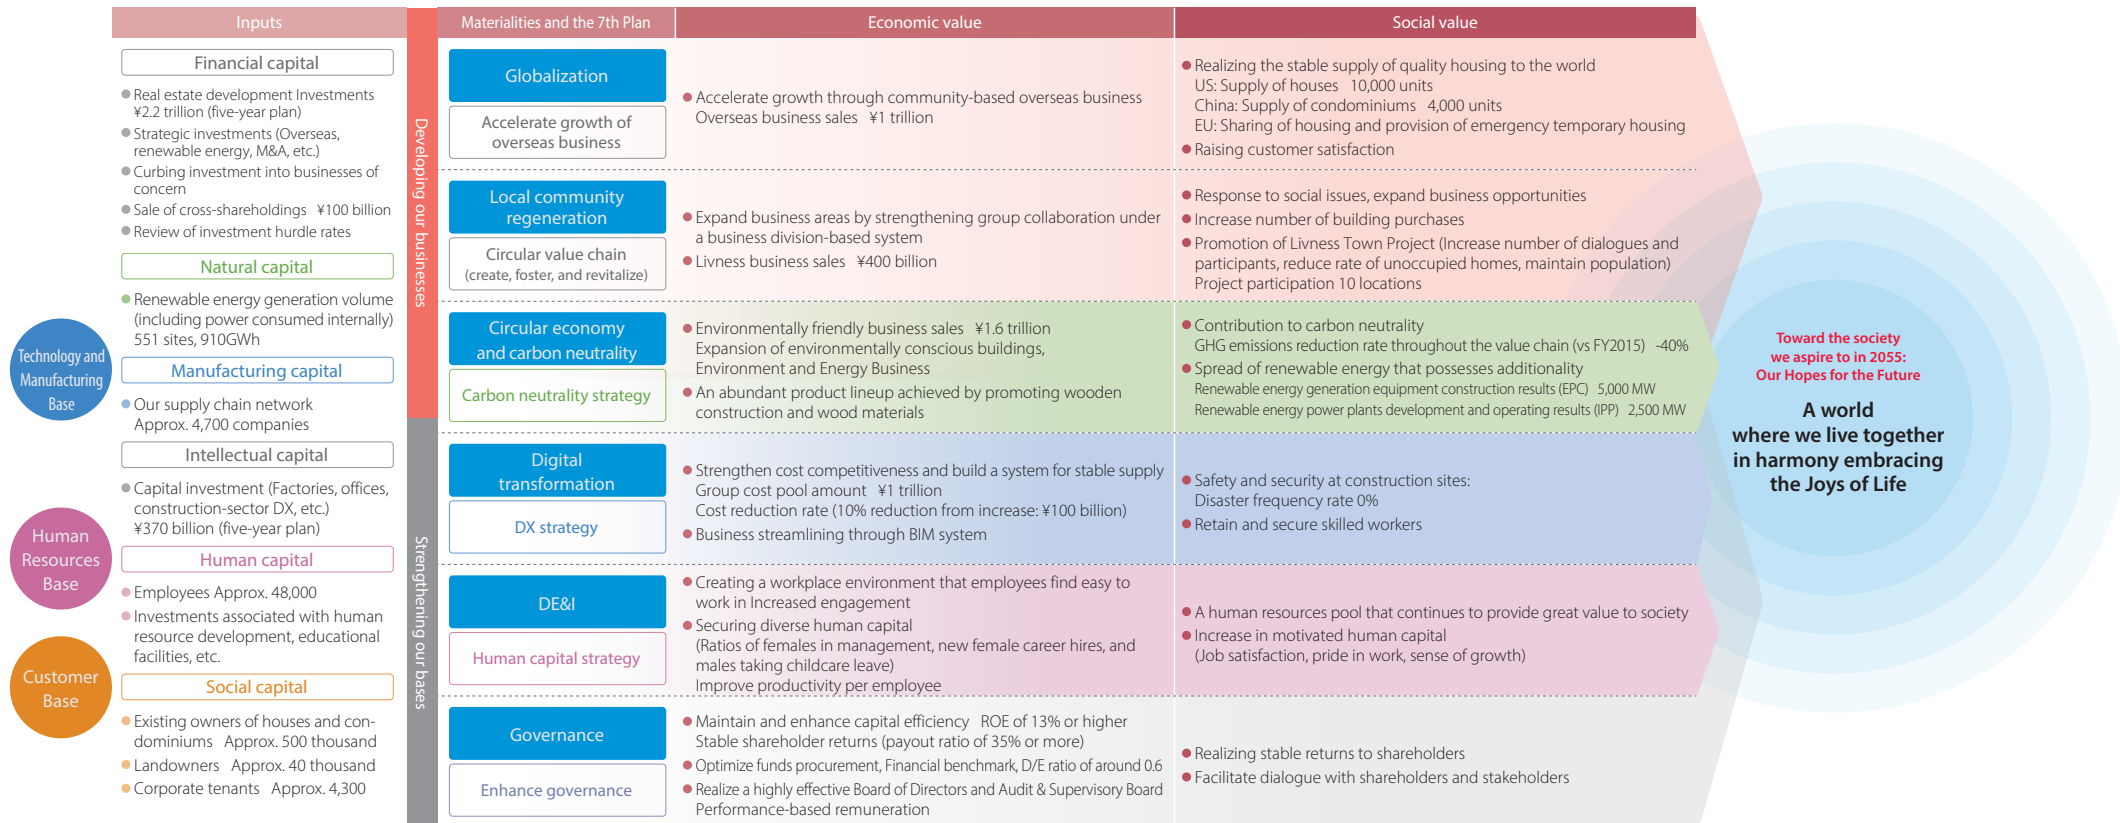 Technology and
Manufacturing
Base
Human
Resources
Base
Customer
Base
Inputs
Financial capital
Real estate development Investments
¥2.2 trillion (five-year plan)
Strategic investments (Overseas,
renewable energy, M&A, etc.)
Curbing investment into businesses of
concern
Sale of cross-shareholdings ¥100 billion
Review of investment hurdle rates
Natural capital
Renewable energy generation volume
(including power consumed internally)
551 sites, 910GWh
Manufacturing capital
Our supply chain network
Approx. 4,700 companies
Intellectual capital
Capital investment (Factories, offices,
construction-sector DX, etc.)
¥370 billion (five-year plan)
Human capital
Employees Approx. 48,000
Investments associated with human
resource development, educational
facilities, etc.
Social capital
Existing owners of houses and con-
dominiums Approx. 500 thousand
Landowners Approx. 40 thousand
Corporate tenants Approx. 4,300
Developing our businesses
Strengthening our bases
Materialities and the 7th Plan
Economic value
Social value
Globalization
Accelerate growth of
overseas business
Accelerate growth through community-based overseas business
Overseas business sales ¥1 trillion
Realizing the stable supply of quality housing to the world
US: Supply of houses 10,000 units
China: Supply of condominiums 4,000 units
EU: Sharing of housing and provision of emergency temporary housing
Raising customer satisfaction
Local community
regeneration
Circular value chain
(create, foster, and revitalize)
Expand business areas by strengthening group collaboration under
a business division-based system
Livness business sales ¥400 billion
Response to social issues, expand business opportunities
Increase number of building purchases
Promotion of Livness Town Project (Increase number of dialogues and
participants, reduce rate of unoccupied homes, maintain population)
Project participation 10 locations
Circular economy
and carbon neutrality
Carbon neutrality strategy
Environmentally friendly business sales ¥1.6 trillion
Expansion of environmentally conscious buildings,
Environment and Energy Business
An abundant product lineup achieved by promoting wooden
construction and wood materials
Contribution to carbon neutrality
GHG emissions reduction rate throughout the value chain (vs FY2015) -40%
Spread of renewable energy that possesses additionality
Renewable energy generation equipment construction results (EPC) 5,000 MW
Renewable energy power plants development and operating results (IPP) 2,500 MW
Digital
transformation
DX strategy
Strengthen cost competitiveness and build a system for stable supply
Group cost pool amount ¥1 trillion
Cost reduction rate (10% reduction from increase: ¥100 billion)
Business streamlining through BIM system
Safety and security at construction sites:
Disaster frequency rate 0%
Retain and secure skilled workers
DE&I
Human capital strategy
Creating a workplace environment that employees find easy to
work in Increased engagement
Securing diverse human capital
(Ratios of females in management, new female career hires, and
males taking childcare leave)
Improve productivity per employee
A human resources pool that continues to provide great value to society
Increase in motivated human capital
(Job satisfaction, pride in work, sense of growth)
Governance
Enhance governance
Maintain and enhance capital efficiency ROE of 13% or higher
Stable shareholder returns (payout ratio of 35% or more)
Optimize funds procurement, Financial benchmark, D/E ratio of around 0.6
Realize a highly effective Board of Directors and Audit & Supervisory Board
Performance-based remuneration
Realizing stable returns to shareholders
Facilitate dialogue with shareholders and stakeholders
Toward the society
we aspire to in 2055:
Our Hopes for the Future
A world
where we live together
in harmony embracing
the Joys of Life